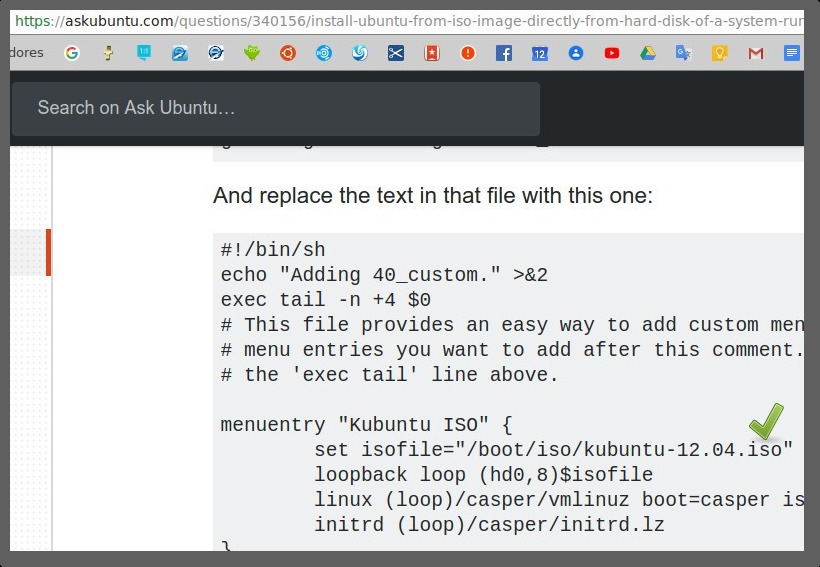 https://askubuntu.com/questions/340156/install-ubuntu-from-iso-image-directly-from-hard-disk-of-a-system-rur
dores
12
Search on Ask Ubuntu…
And replace the text in that file with this one:
#!/bin/sh
echo "Adding 40_custom." >&2
exec tail -n +4 $0
# This file provides an easy way to add custom men
# menu entries you want to add after this comment.
# the 'exec tail' line above.
menuentry "Kubuntu ISO" {
set isofile="/boot/iso/kubuntu-12.04.iso"
loopback loop (hd0,8)$isofile
linux (loop)/casper/vmlinuz boot=casper is
initrd (loop)/casper/initrd.lz
}